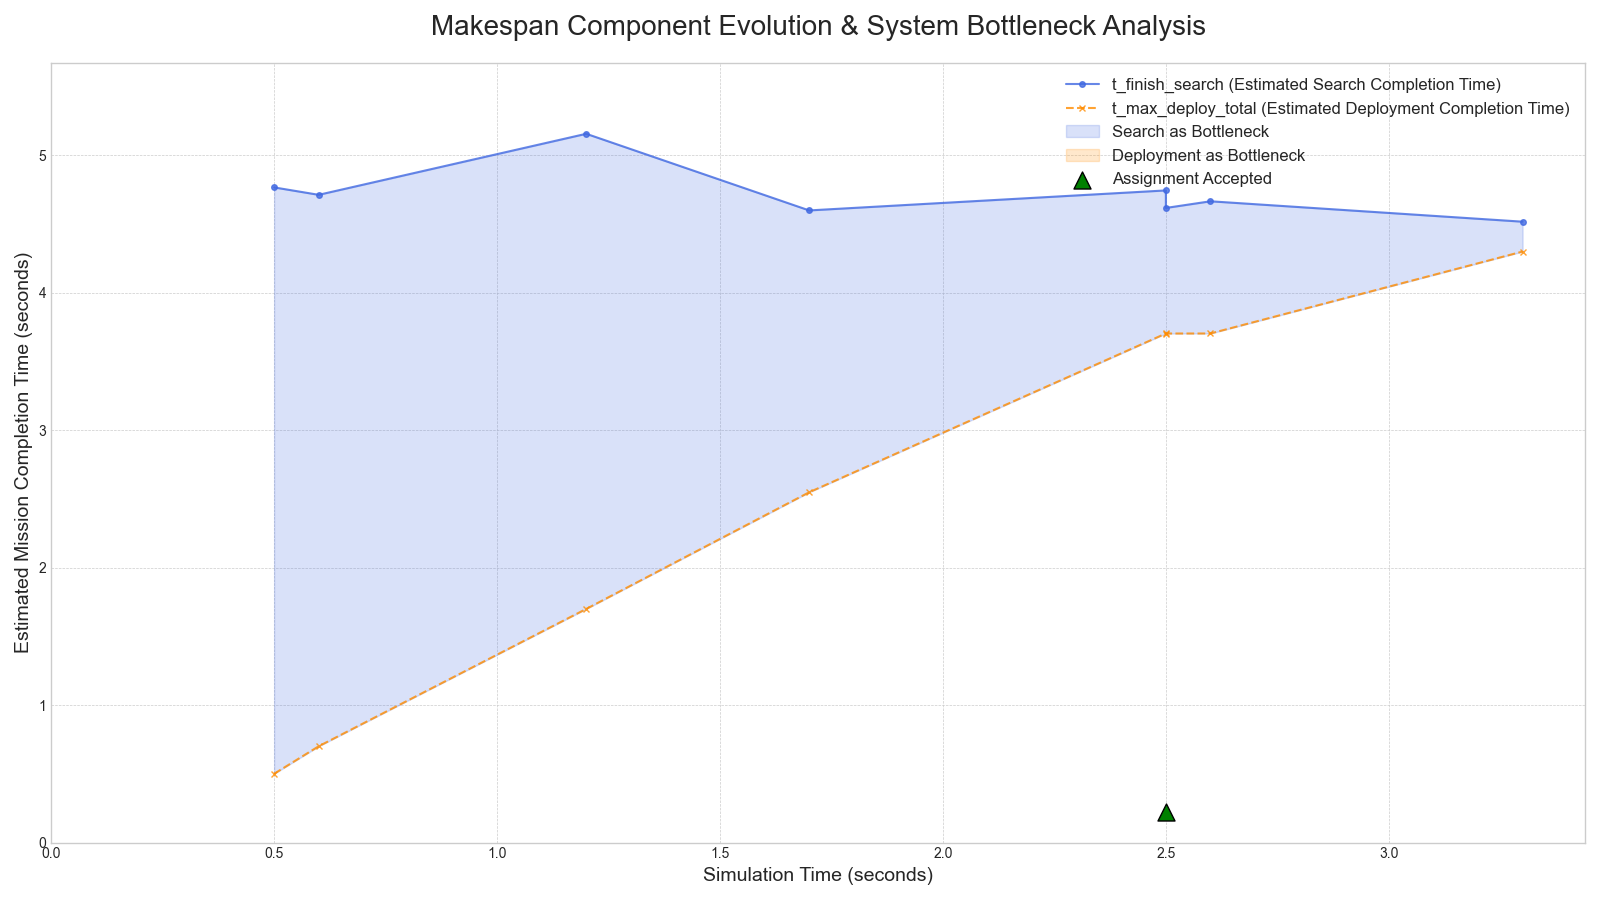 Makespan Component Evolution & System Bottleneck Analysis
t_finish_search (Estimated Search Completion Time)
t_max_deploy_total (Estimated Deployment Completion Time)
Search as Bottleneck
Deployment as Bottleneck
Assignment Accepted
Estimated Mission Completion Time (seconds)
5
4
3
2
1
0
0.0 0.5 1.0 1.5 2.0 2.5 3.0
Simulation Time (seconds)